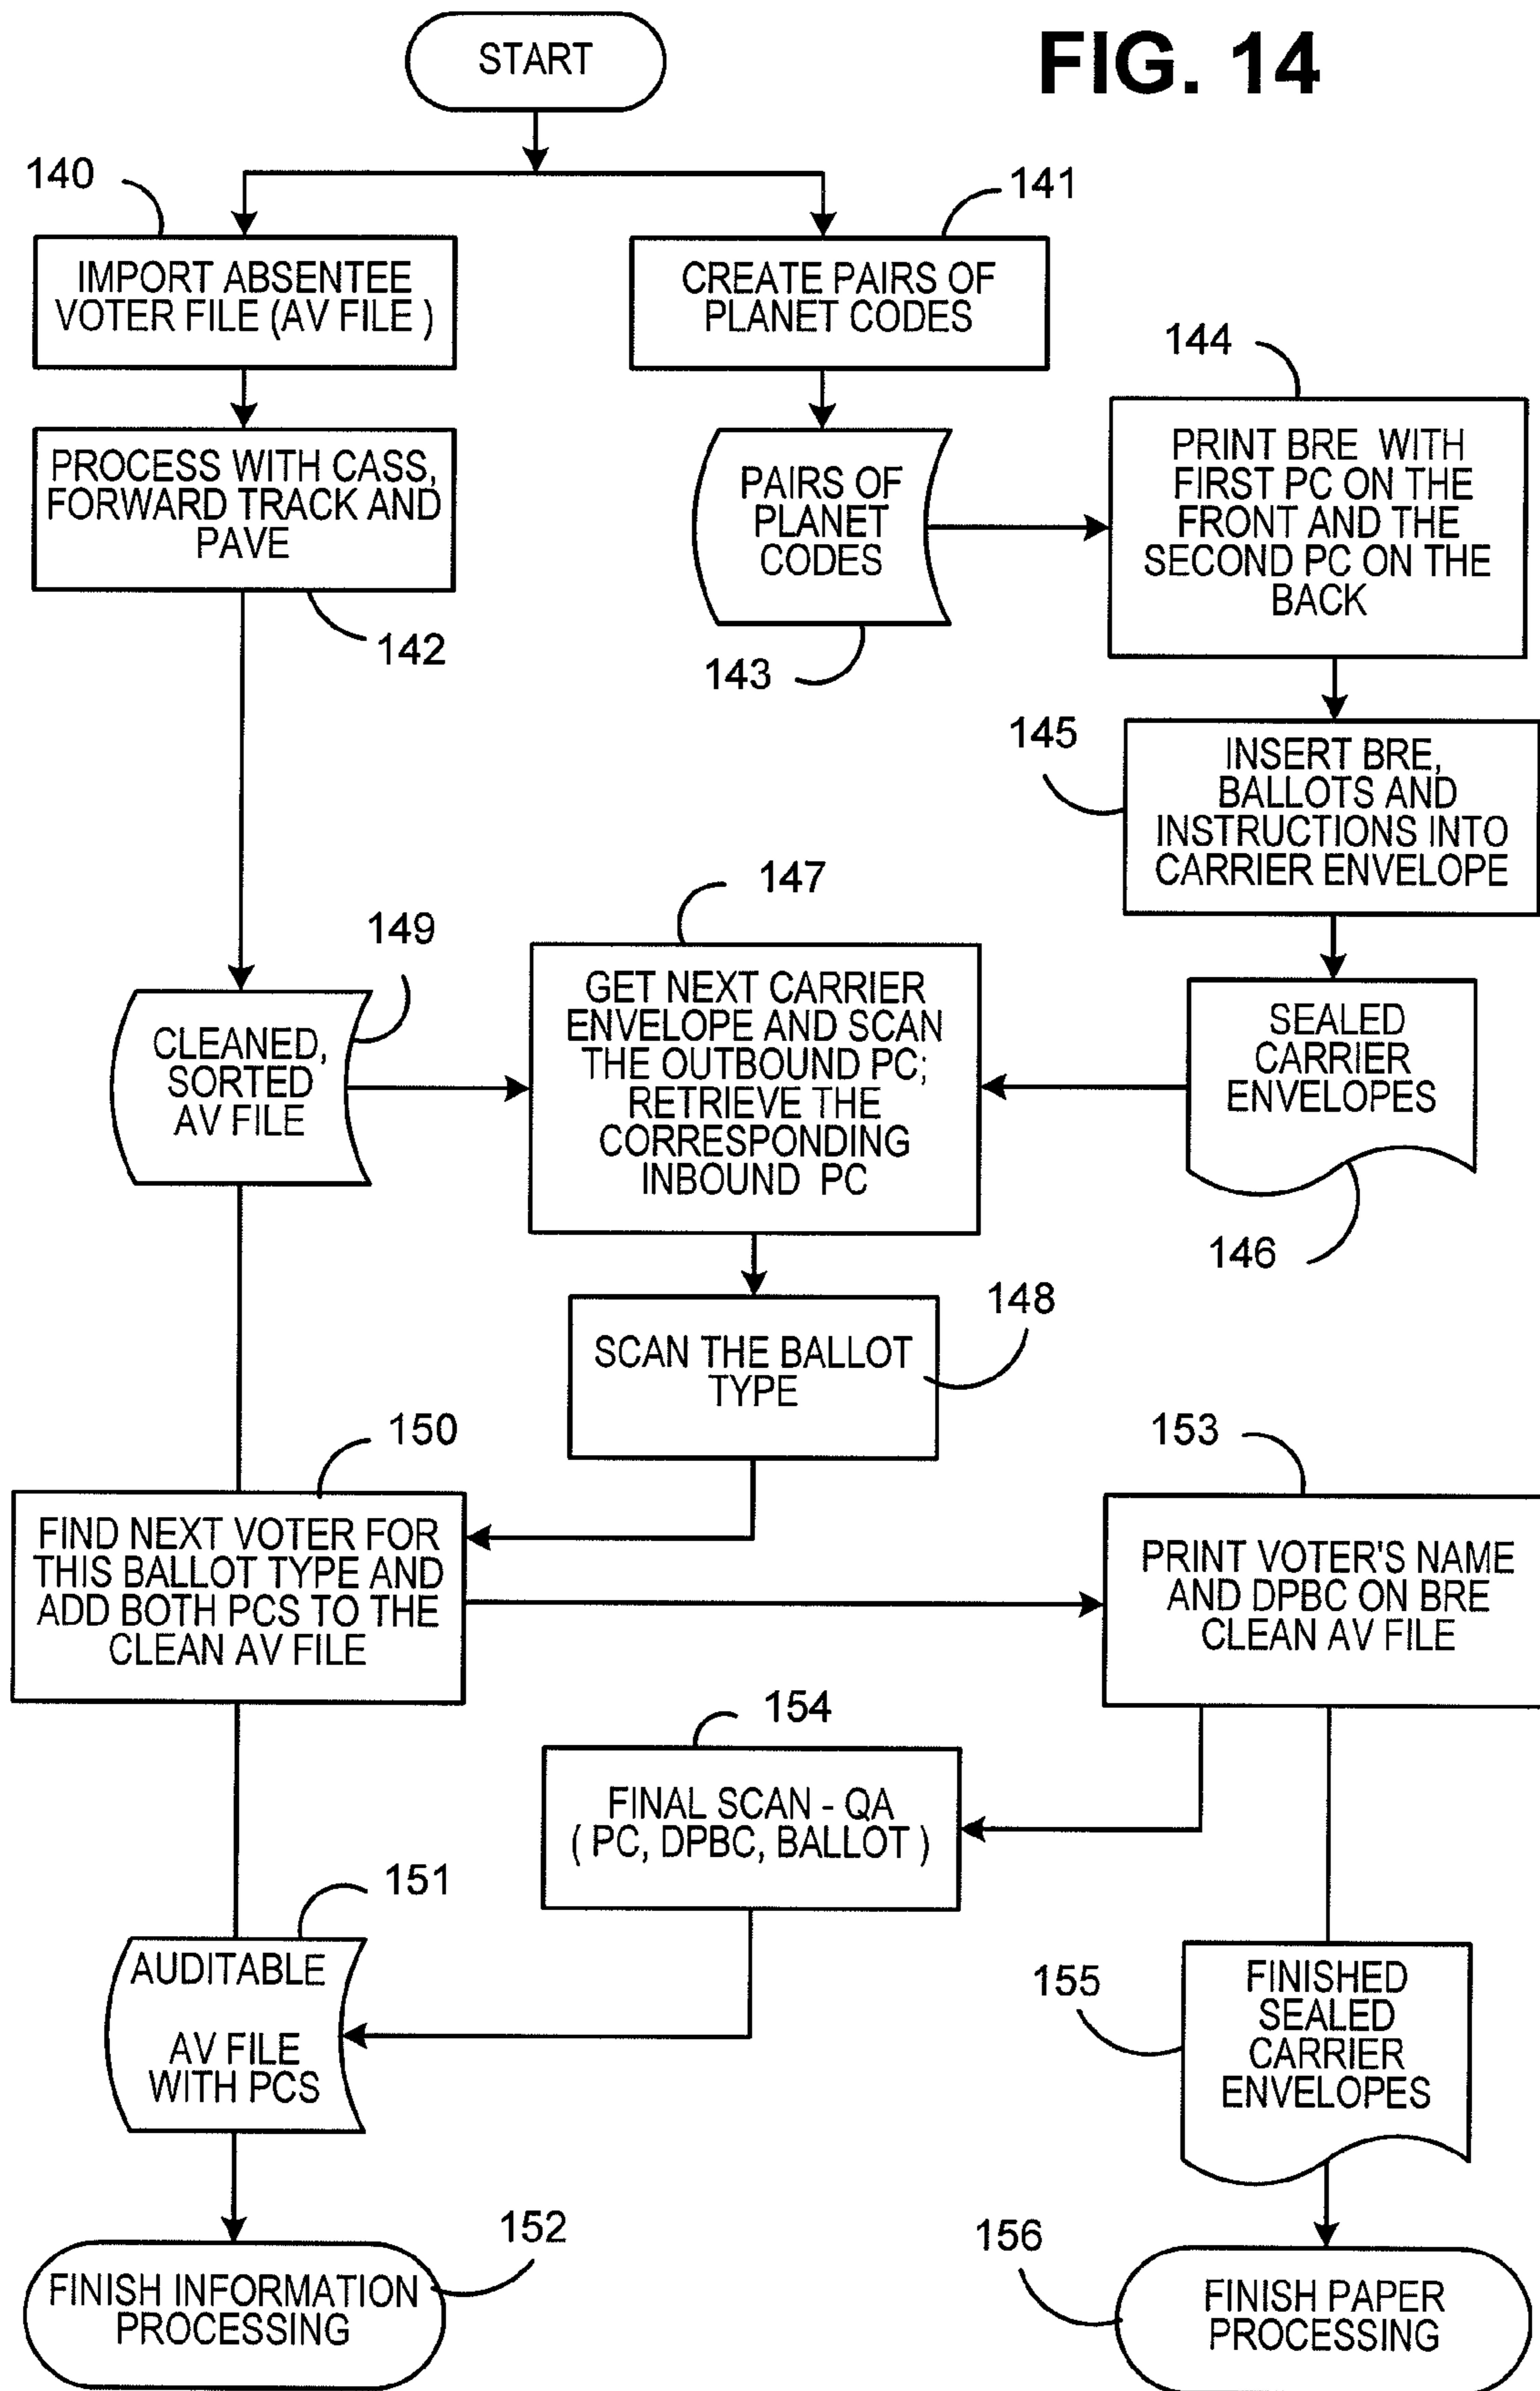 START
FIG. 14
140
141
IMPORT ABSENTEE
VOTER FILE (AV FILE )
CREATE PAIRS OF
PLANET CODES
144
PROCESS WITH CASS,
FORWARD TRACK AND
PAVE
142
PAIRS OF
PLANET
CODES
143
PRINT BRE WITH
FIRST PC ON THE
FRONT AND THE
SECOND PC ON THE
BACK
145
INSERT BRE,
BALLOTS AND
INSTRUCTIONS INTO
CARRIER ENVELOPE
147
149
CLEANED,
SORTED
AV FILE
GET NEXT CARRIER
ENVELOPE AND SCAN
THE OUTBOUND PC;
RETRIEVE THE
CORRESPONDING
INBOUND PC
SEALED
CARRIER
ENVELOPES
146
148
SCAN THE BALLOT
TYPE
150
153
FIND NEXT VOTER FOR
THIS BALLOT TYPE AND
ADD BOTH PCS TO THE
CLEAN AV FILE
PRINT VOTER'S NAME
AND DPBC ON BRE
CLEAN AV FILE
154
FINAL SCAN - QA
( PC, DPBC, BALLOT )
151
AUDITABLE
AV FILE
WITH PCS
155
FINISHED
SEALED
CARRIER
ENVELOPES
152
156
FINISH INFORMATION
PROCESSING
FINISH PAPER
PROCESSING